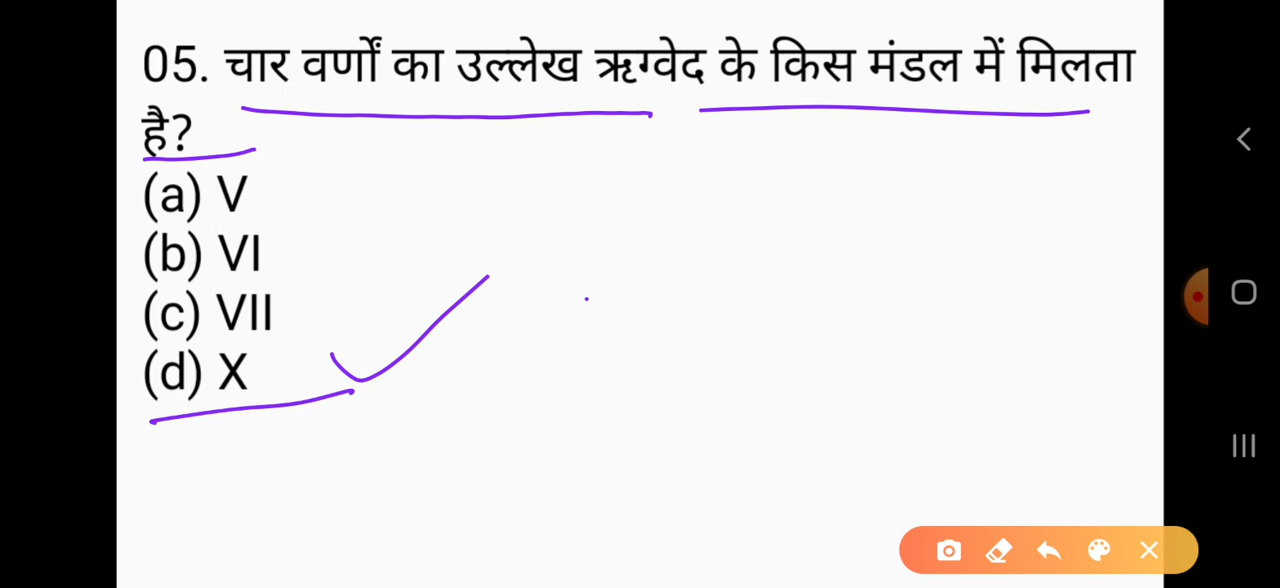 05. चार वर्णों का उल्लेख ऋग्वेद के किस मंडल में मिलता
है?
(a) V
(b) VI
(c) VII
(d) X